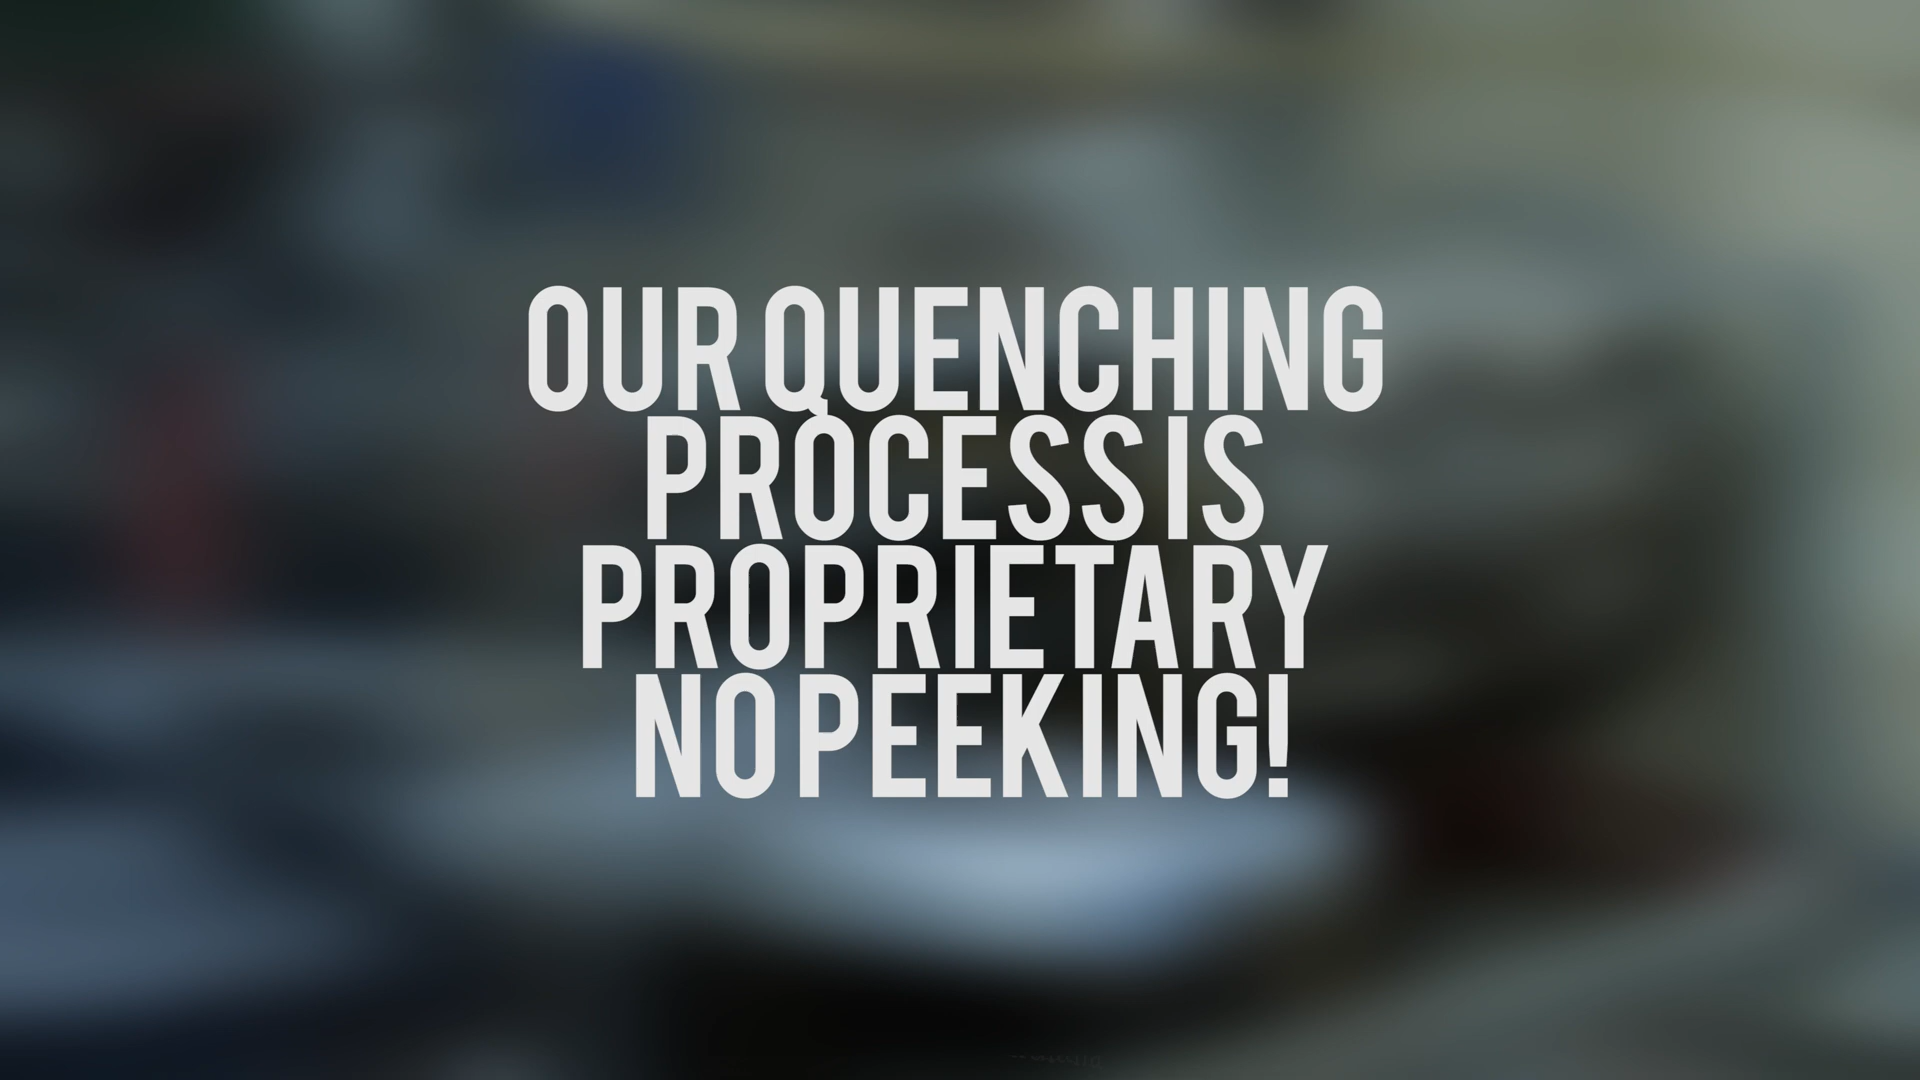 OUR QUENCHING
PROCESS IS
PROPRIETARY
NO PEEKING!